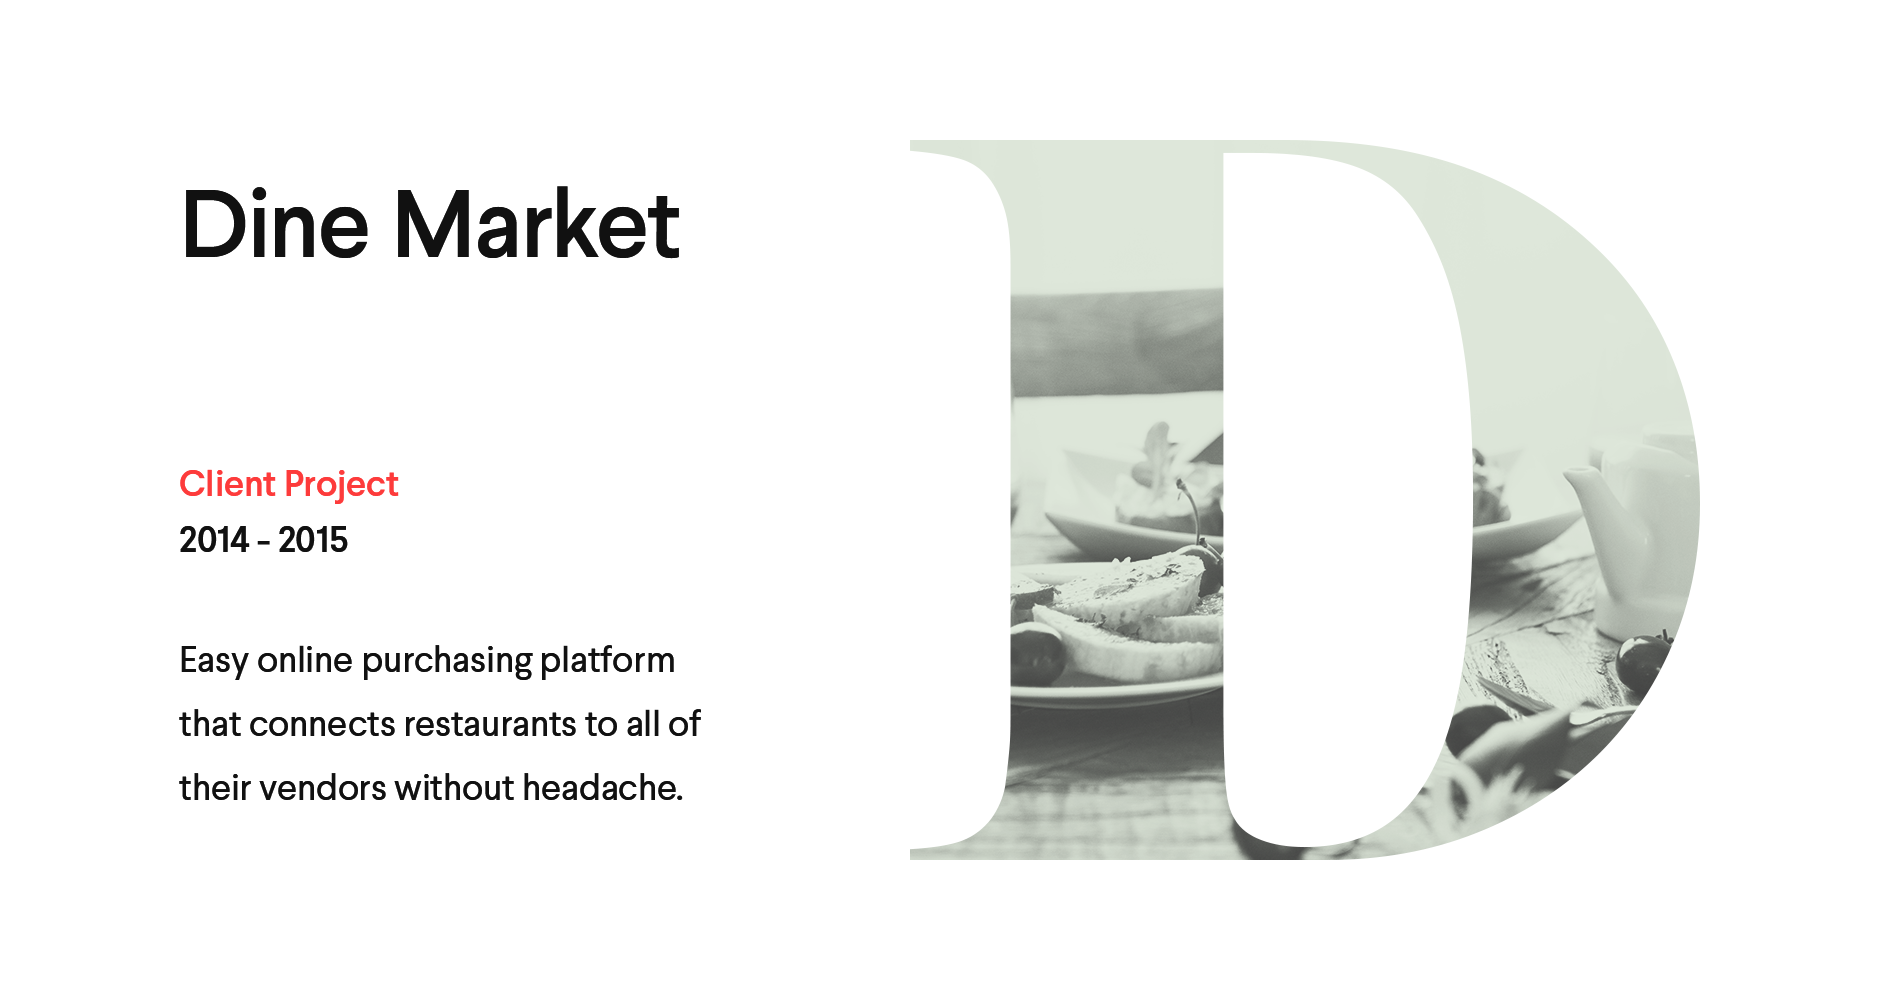 Dine Market
Client Project
2014 - 2015
Easy online purchasing platform
that connects restaurants to all of
their vendors without headache.
D